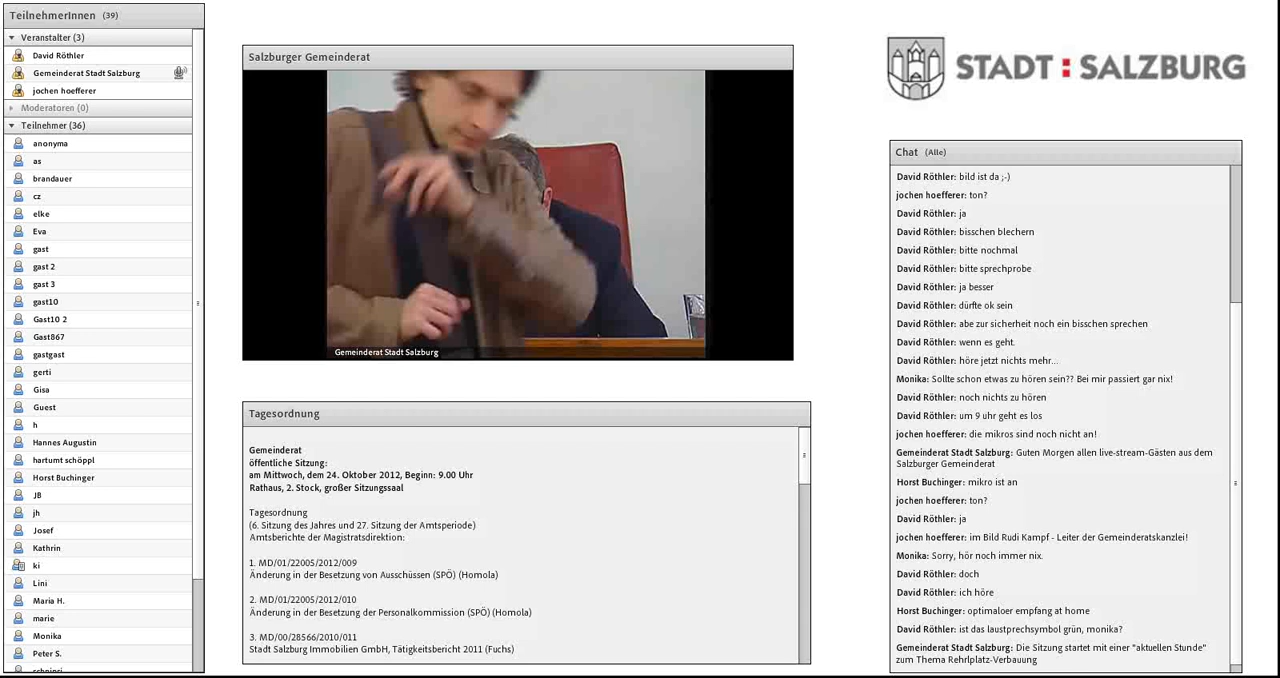 TeilnehmerInnen (39)
Veranstalter (3)
David Röthler
Gemeinderat Stadt Salzburg
jochen hoefferer
Moderatoren (0)
Teilnehmer (36)
anonyma
as
brandauer
cz
elke
Eva
gast
gast 2
gast 3
gast10
Gast10 2
Gast867
gastgast
gerti
Gisa
Guest
h
Hannes Augustin
hartumt schöppl
Horst Buchinger
JB
jh
Josef
Kathrin
ki
Lini
Maria H.
marie
Monika
Peter S.
Salzburger Gemeinderat
Gemeinderat Stadt Salzburg
Tagesordnung
Gemeinderat
öffentliche Sitzung:
am Mittwoch, dem 24. Oktober 2012, Beginn: 9.00 Uhr
Rathaus, 2. Stock, großer Sitzungssaal
Tagesordnung
(6. Sitzung des Jahres und 27. Sitzung der Amtsperiode)
Amtsberichte der Magistratsdirektion:
1. MD/01/22005/2012/009
Änderung in der Besetzung von Ausschüssen (SPÖ) (Homola)
2. MD/01/22005/2012/010
Änderung in der Besetzung der Personalkommission (SPÖ) (Homola)
3. MD/00/28566/2010/011
Stadt Salzburg Immobilien GmbH, Tätigkeitsbericht 2011 (Fuchs)
STADT : SALZBURG
Chat (Alle)
David Röthler: bild ist da ;-)
jochen hoefferer: ton?
David Röthler: ja
David Röthler: bisschen blechern
David Röthler: bitte nochmal
David Röthler: bitte sprechprobe
David Röthler: ja besser
David Röthler: dürfte ok sein
David Röthler: abe zur sicherheit noch ein bisschen sprechen
David Röthler: wenn es geht.
David Röthler: höre jetzt nichts mehr...
Monika: Sollte schon etwas zu hören sein?? Bei mir passiert gar nix!
David Röthler: noch nichts zu hören
David Röthler: um 9 uhr geht es los
jochen hoefferer: die mikros sind noch nicht an!
Gemeinderat Stadt Salzburg: Guten Morgen allen live-stream-Gästen aus dem
Salzburger Gemeinderat
Horst Buchinger: mikro ist an
jochen hoefferer: ton?
David Röthler: ja
jochen hoefferer: im Bild Rudi Kampf - Leiter der Gemeinderatskanzlei!
Monika: Sorry, hör noch immer nix.
David Röthler: doch
David Röthler: ich höre
Horst Buchinger: optimaloer empfang at home
David Röthler: ist das laustprechsymbol grün, monika?
Gemeinderat Stadt Salzburg: Die Sitzung startet mit einer "aktuellen Stunde"
zum Thema Rehrlplatz-Verbauung